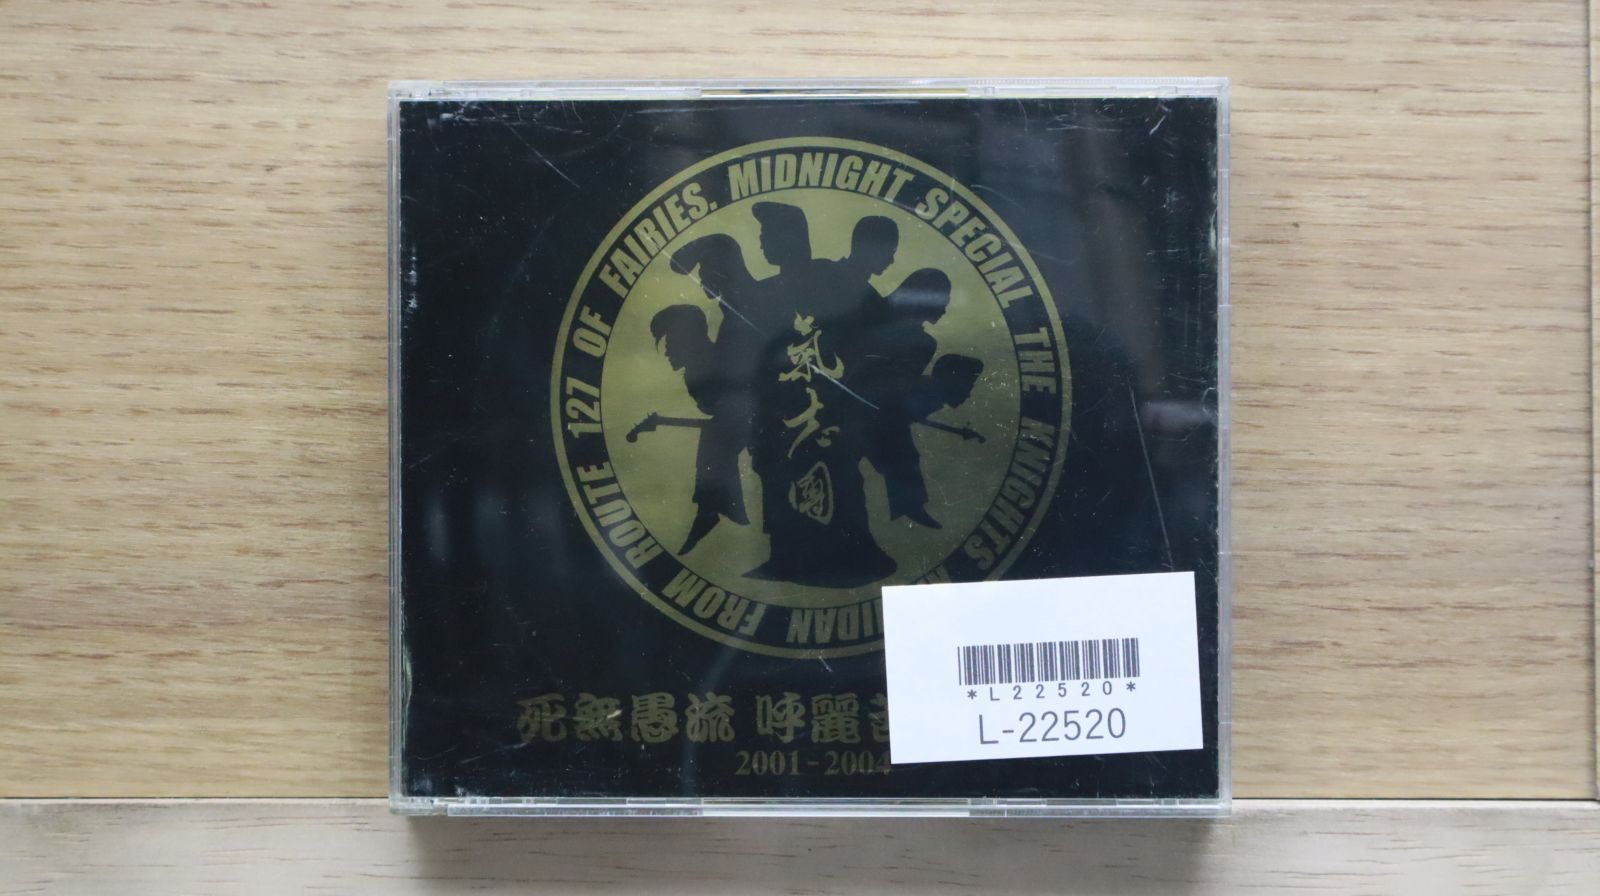 FROM ROUTE 127 OF FAIRIES. MIDNIGHT SPECIAL THE KNIGHTS
氣志團
死無愚流 呼麗
2001-2004
*L22520*
L-22520